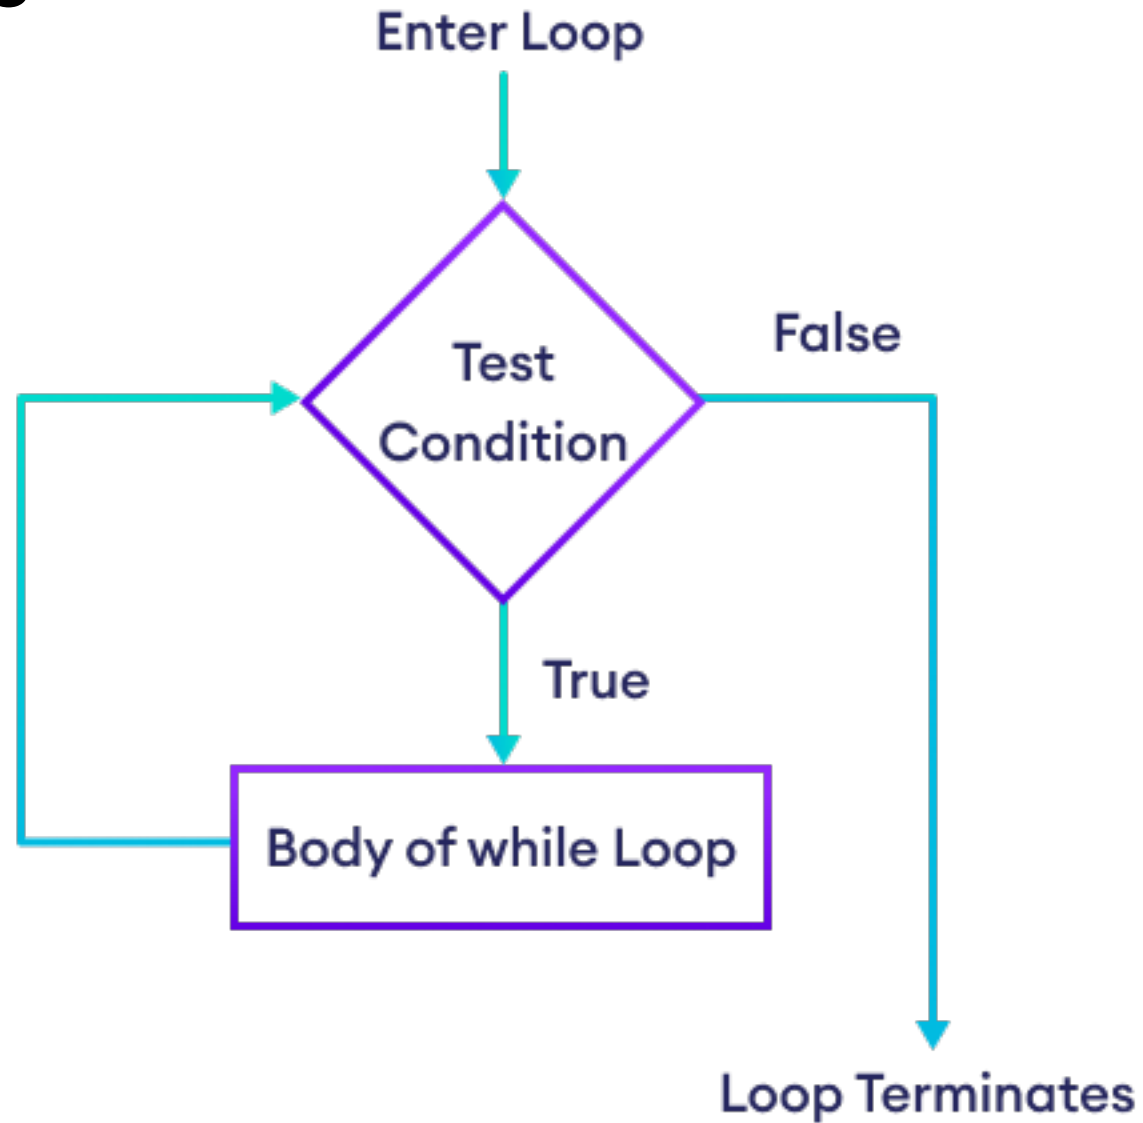 Enter Loop
Test
Condition
False
True
Body of while Loop
Loop Terminates